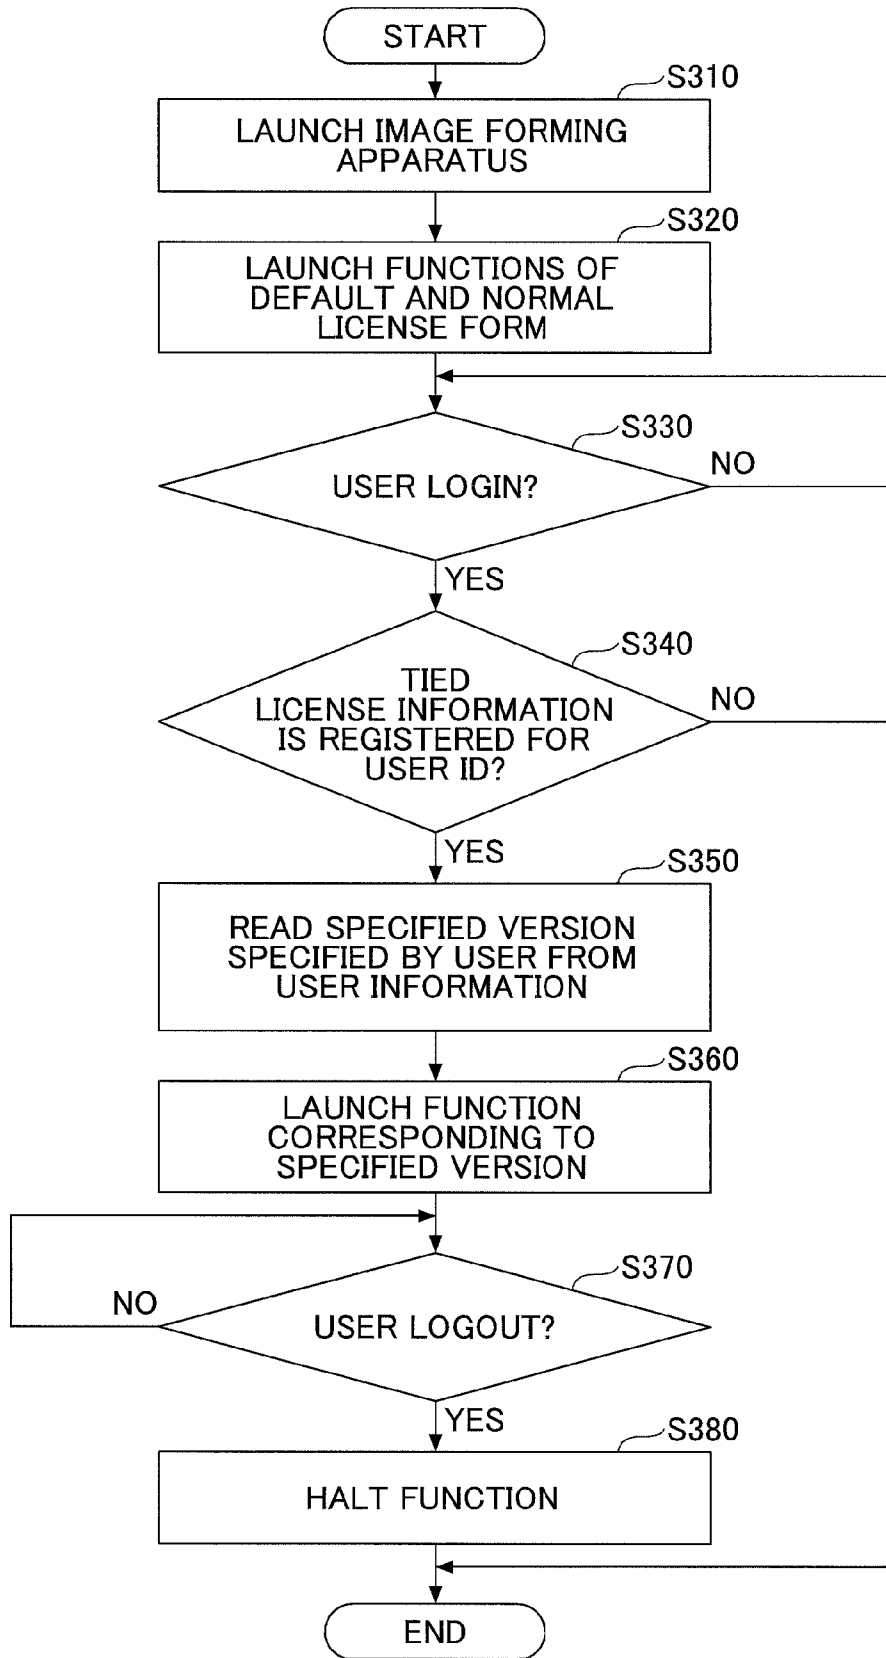 START
S310
LAUNCH IMAGE FORMING
APPARATUS
S320
LAUNCH FUNCTIONS OF
DEFAULT AND NORMAL
LICENSE FORM
S330
USER LOGIN?
NO
YES
S340
TIED
LICENSE INFORMATION
IS REGISTERED FOR
USER ID?
NO
YES
S350
READ SPECIFIED VERSION
SPECIFIED BY USER FROM
USER INFORMATION
S360
LAUNCH FUNCTION
CORRESPONDING TO
SPECIFIED VERSION
S370
NO
USER LOGOUT?
YES
S380
HALT FUNCTION
END